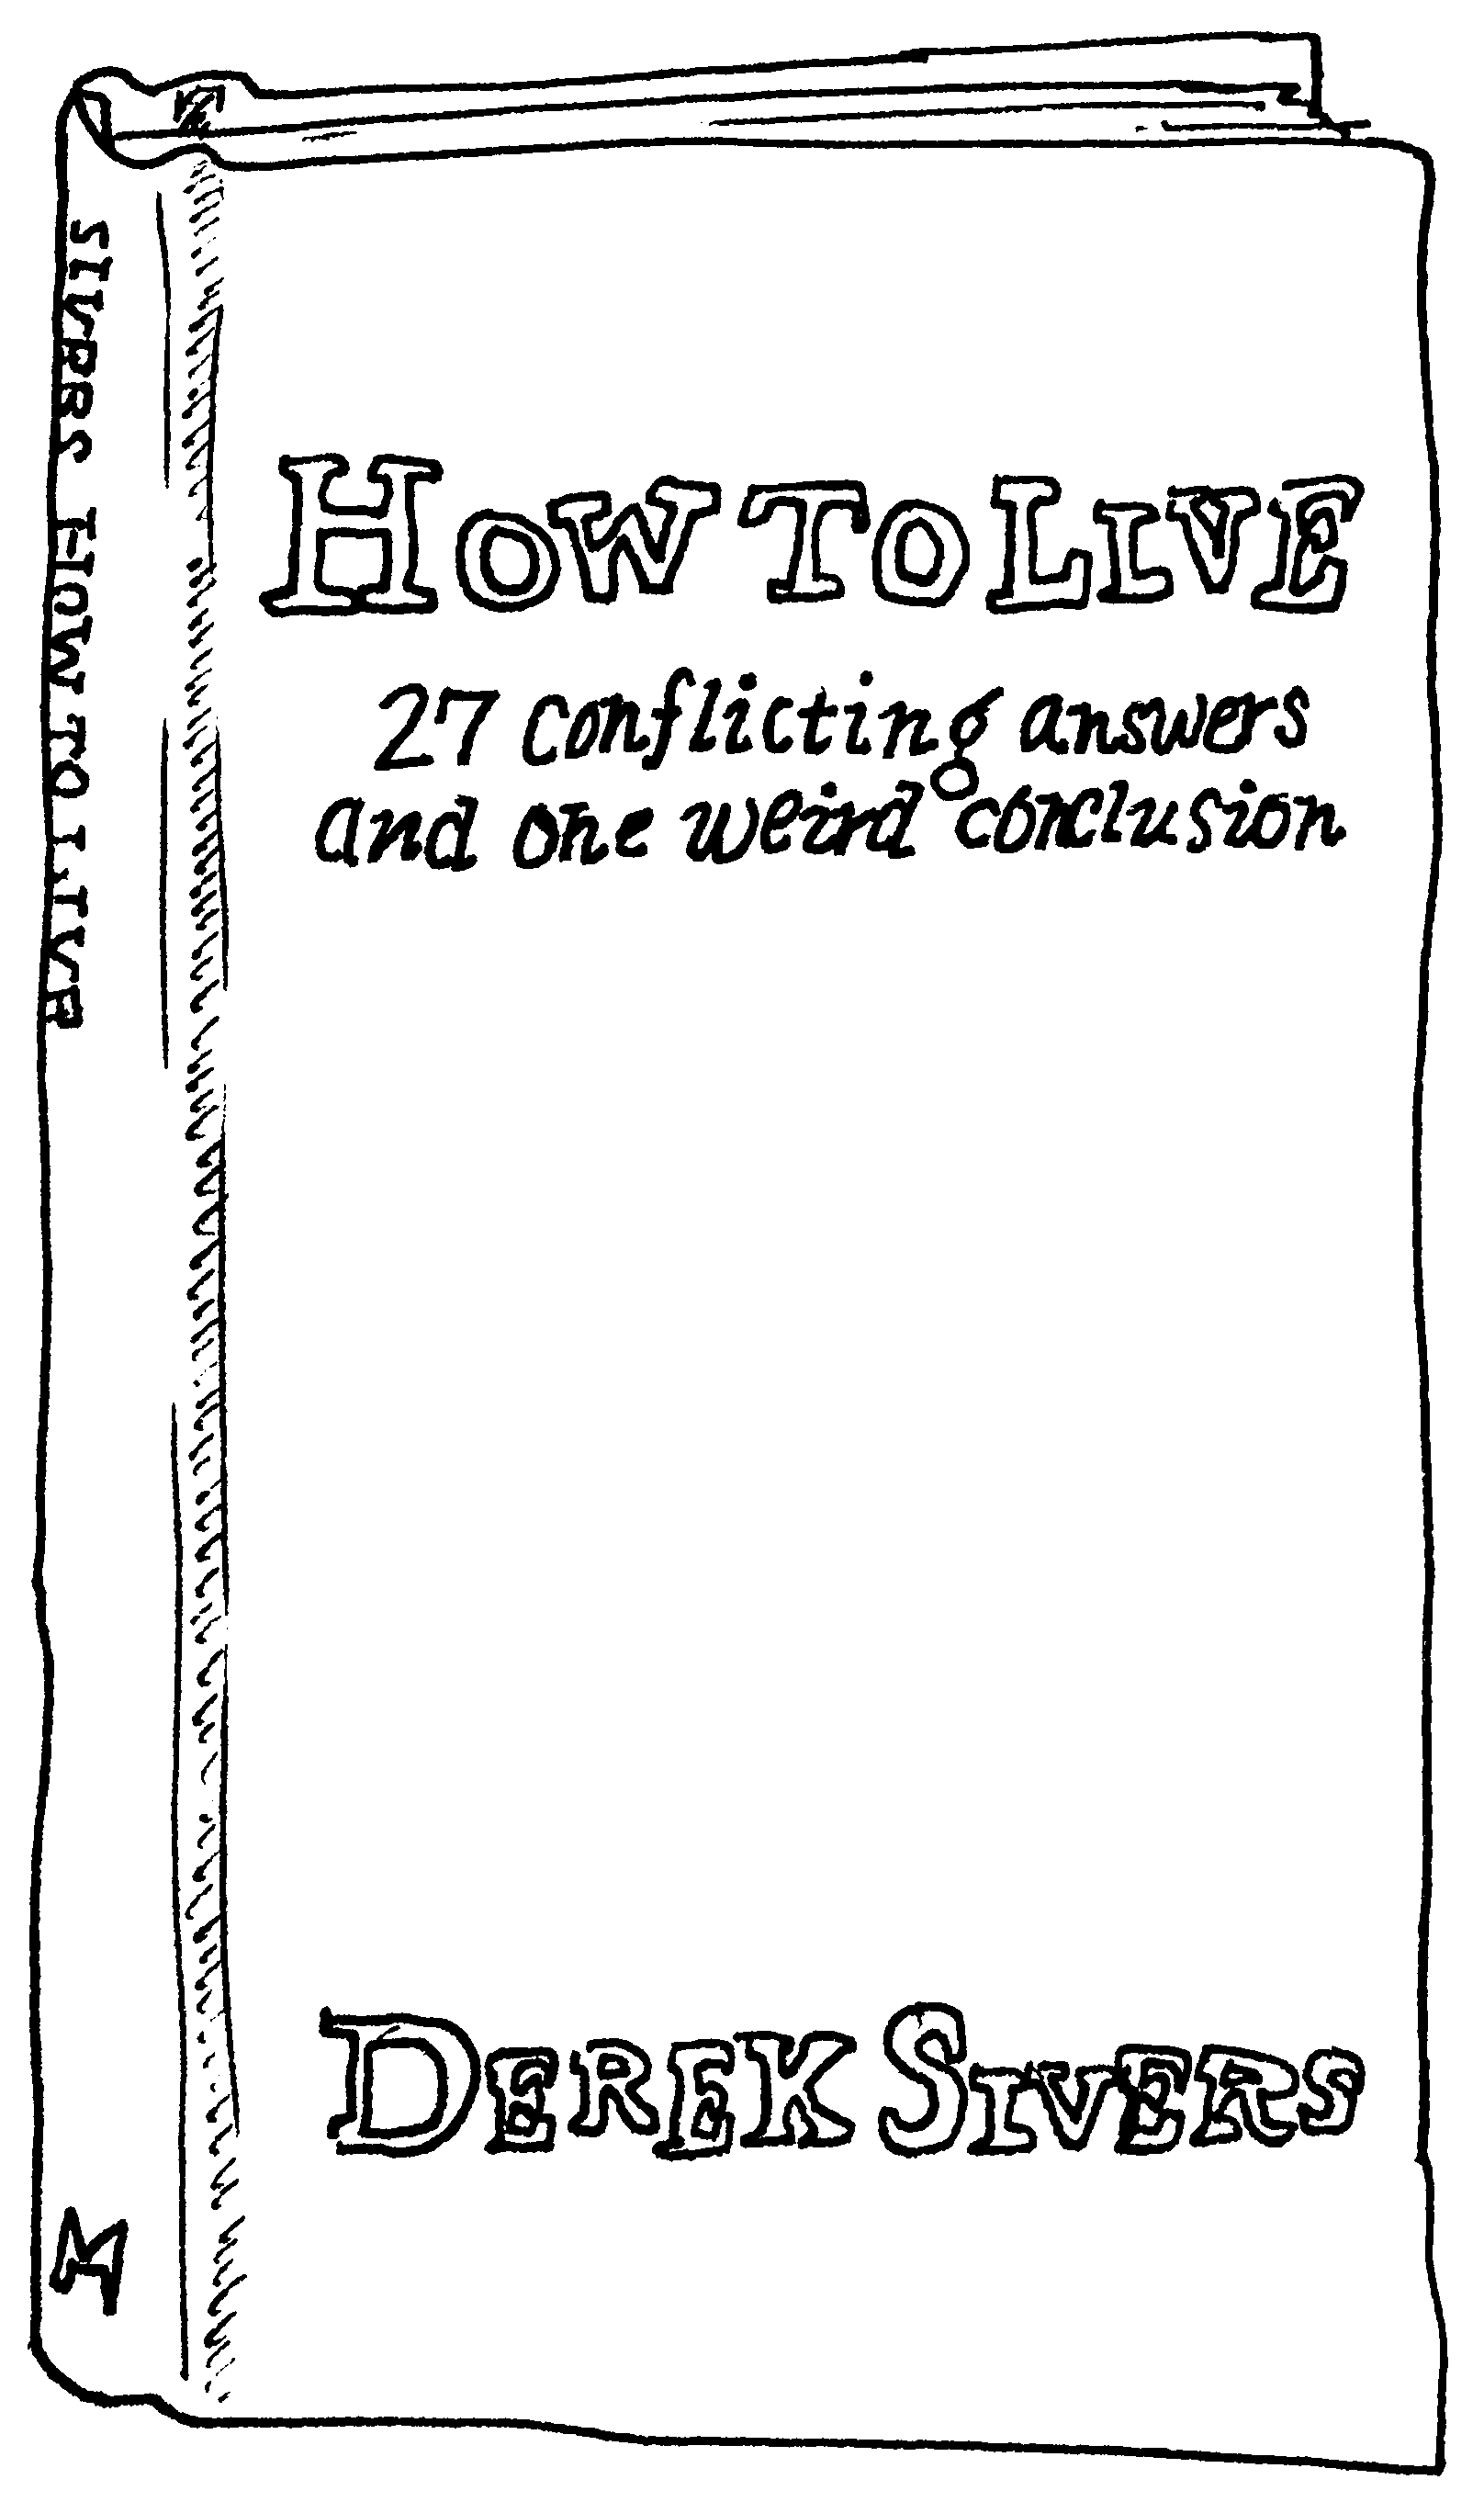 SIVERS HOW TO LIVE
M
HOW TO LIVE
27 conflicting answers
and one weird conclusion
DEREK SIVERS